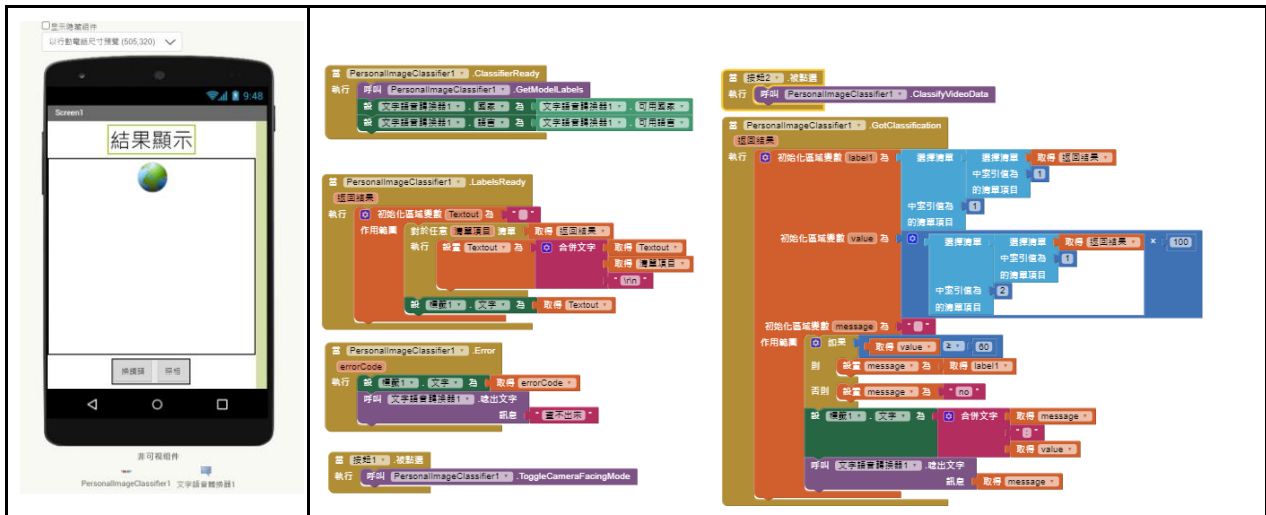 显示隐藏組件
以行動電話尺寸預覽 (505,320)
9:48
Screen1
結果顯示
換鏡頭 探恪
非可視組件
PersonalImageClassifier1 文字語音轉換器1
當 PersonalImageClassifier1 .ClassifierReady
執行 呼叫 PersonalImageClassifier1 .GetModelLabels
設 文字語音轉換器1 . 國家 為 文字語音轉換器1 . 可用國家
設 文字語音轉換器1 . 語言 為 文字語音轉換器1 . 可用語言
當 PersonalImageClassifier1 .LabelsReady
返回結果
執行 初始化區域變數 Textout 為 " "
作用範圍 對於任意 清單項目 清單 取得 返回結果
執行 設置 Textout 為 合併文字 取得 Textout
取得 清單項目
" \r\n "
設 標籤1 . 文字 為 取得 Textout
當 PersonalImageClassifier1 .Error
errorCode
執行 設 標籤1 . 文字 為 取得 errorCode
呼叫 文字語音轉換器1 .唸出文字
訊息 " 查不出來 "
當 按鈕1 .被點選
執行 呼叫 PersonalImageClassifier1 .ToggleCameraFacingMode
當 按鈕2 .被點選
執行 呼叫 PersonalImageClassifier1 .ClassifyVideoData
當 PersonalImageClassifier1 .GetClassification
返回結果
執行 初始化區域變數 label1 為 選擇清單 選擇清單 取得 返回結果
中索引值為 1
的清單項目
中索引值為 1
的清單項目
初始化區域變數 value 為 選擇清單 選擇清單 取得 返回結果 × 100
中索引值為 1
的清單項目
中索引值為 2
的清單項目
初始化區域變數 message 為 " "
作用範圍 如果 取得 value ≥ 60
則 設置 message 為 取得 label1
否則 設置 message 為 " no "
設 標籤1 . 文字 為 合併文字 取得 message
" : "
取得 value
呼叫 文字語音轉換器1 .唸出文字
訊息 取得 message